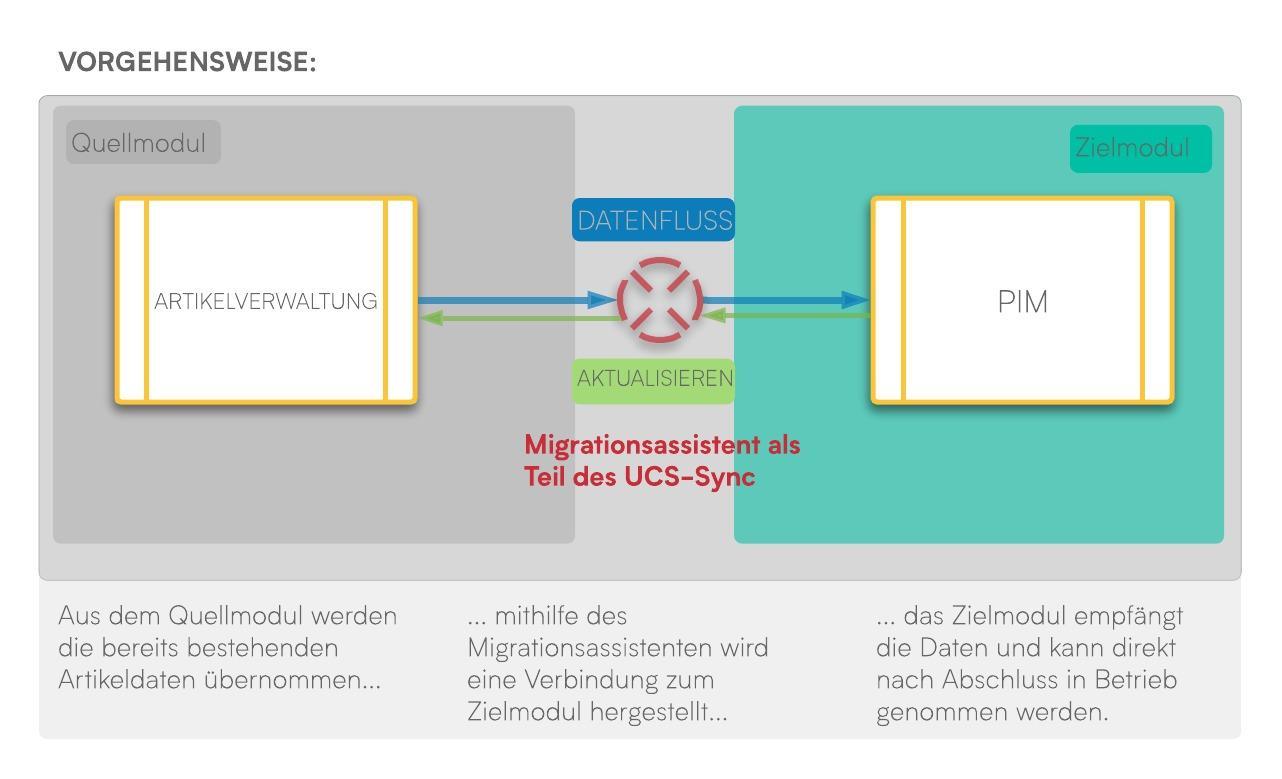 VORGEHENSWEISE:
Quellmodul
Zielmodul
DATENFLUSS
ARTIKELVERWALTUNG
PIM
AKTUALISIEREN
Migrationsassistent als
Teil des UCS-Sync
Aus dem Quellmodul werden
die bereits bestehenden
Artikeldaten übernommen...
... mithilfe des
Migrationsassistenten wird
eine Verbindung zum
Zielmodul hergestellt...
... das Zielmodul empfängt
die Daten und kann direkt
nach Abschluss in Betrieb
genommen werden.